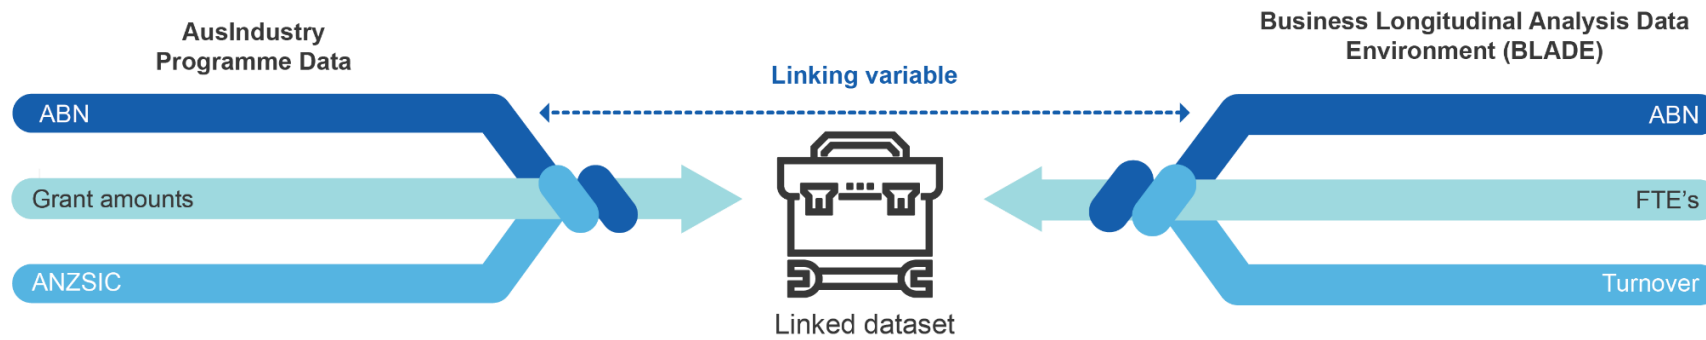 AusIndustry
Programme Data
Business Longitudinal Analysis Data
Environment (BLADE)
Linking variable
ABN
ABN
Grant amounts
FTE's
ANZSIC
Turnover
Linked dataset